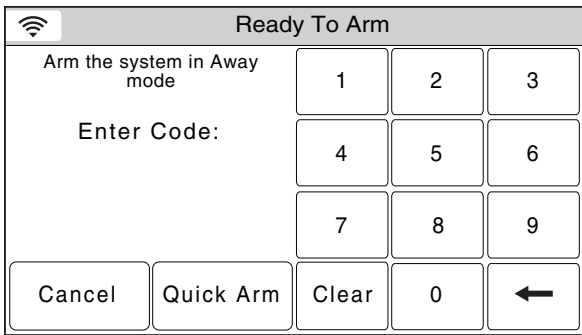 Ready To Arm
Arm the system in Away
mode
Enter Code:
1 2 3
4 5 6
7 8 9
Cancel Quick Arm Clear 0